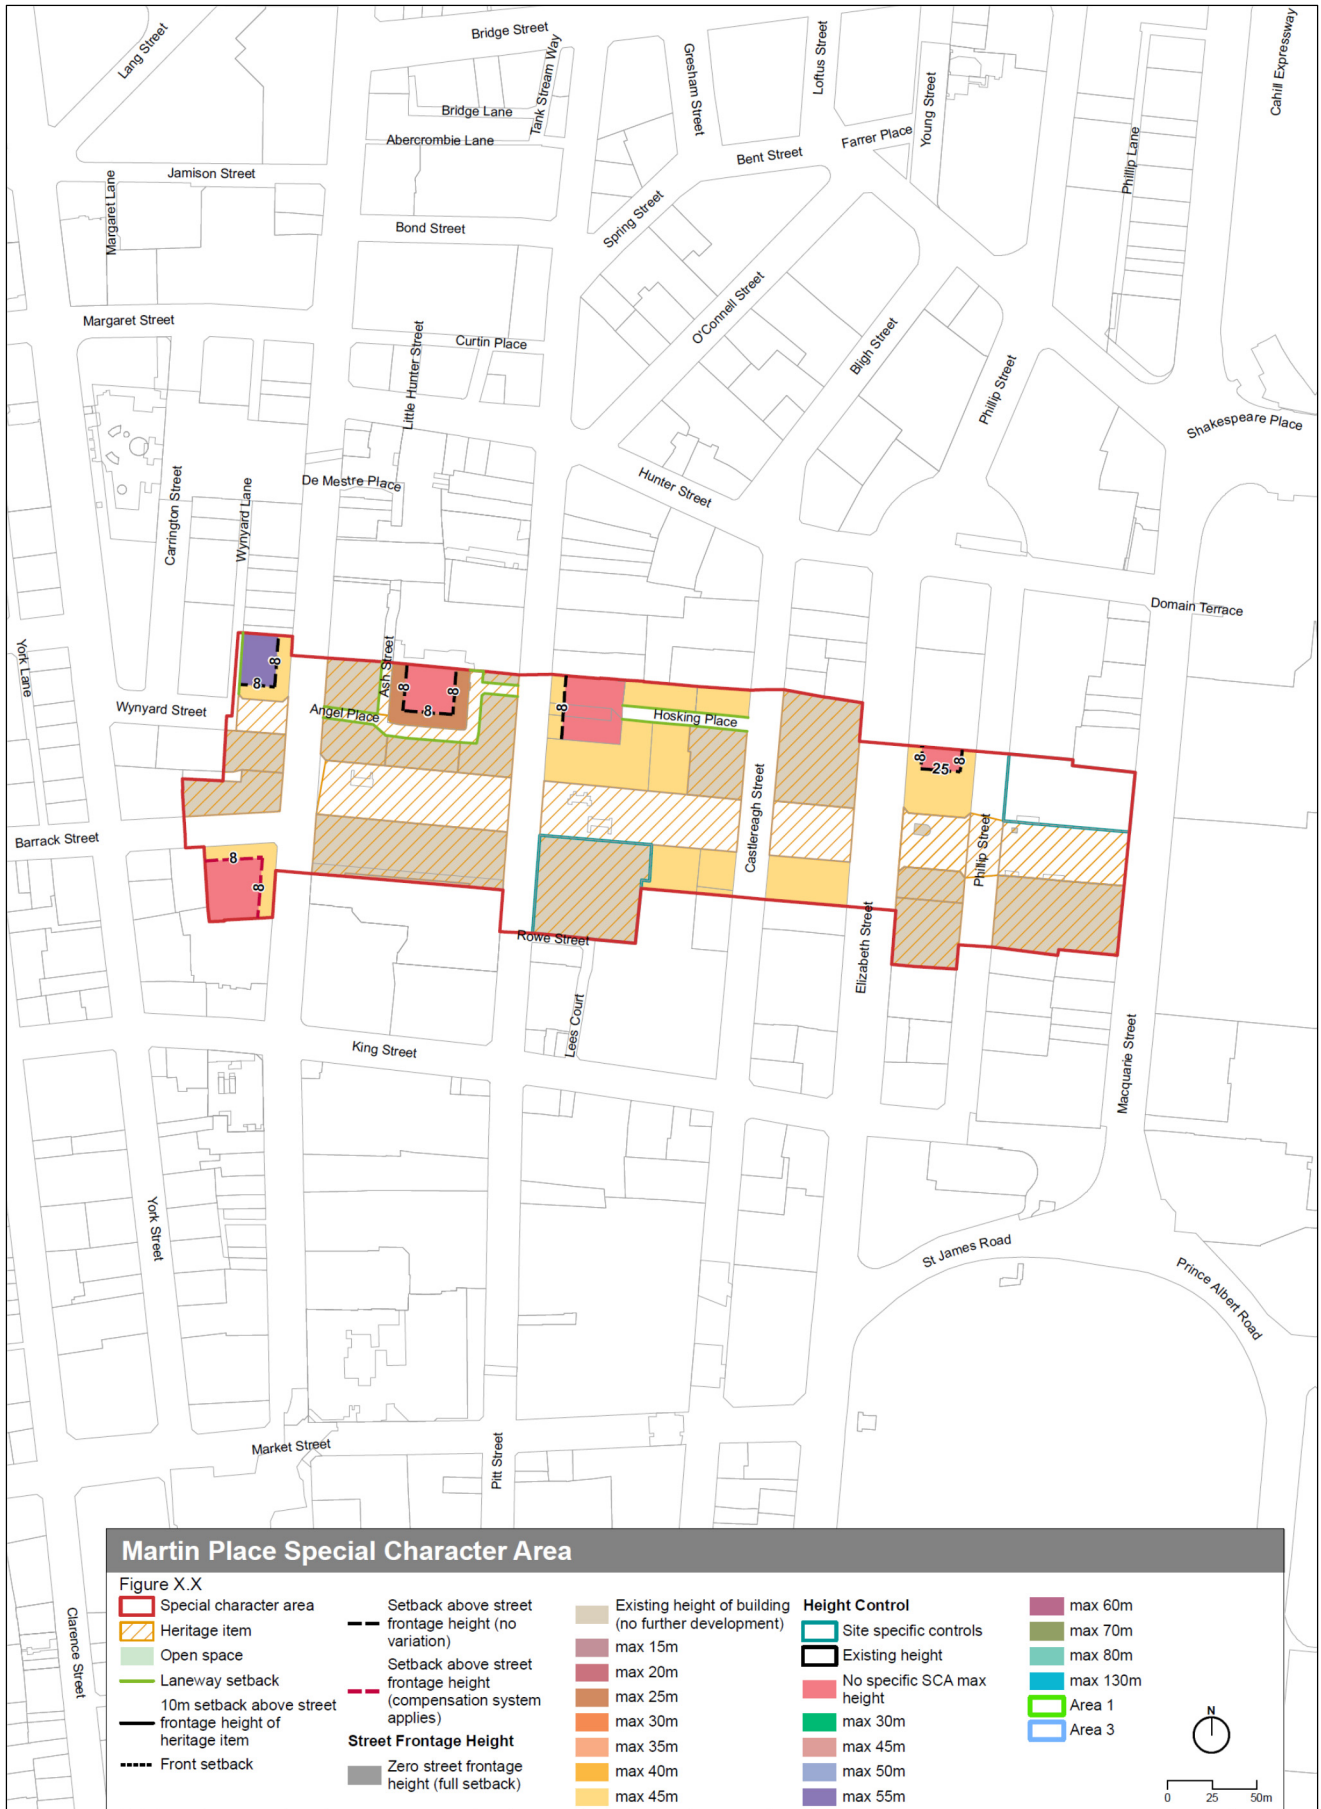 Lang Street
Bridge Street
Tank Stream Way
Gresham Street
Loftus Street
Young Street
Cahill Expressway
Bridge Lane
Abercrombie Lane
Farrer Place
Bent Street
Phillip Lane
Jamison Street
Margaret Lane
Bond Street
Spring Street
O'Connell Street
Margaret Street
Little Hunter Street
Curtin Place
Bligh Street
Phillip Street
Shakespeare Place
Carrington Street
Wynyard Lane
De Mestre Place
Hunter Street
Domain Terrace
York Lane
8
8
Ash Street
8
8
8
8
Wynyard Street
Angel Place
Hosking Place
8
8
25
Barrack Street
8
8
Castlereagh Street
Phillip Street
Elizabeth Street
Rowe Street
Lees Court
King Street
Macquarie Street
York Street
St James Road
Prince Albert Road
Market Street
Pitt Street
Clarence Street
Martin Place Special Character Area
Figure X.X
Special character area
Heritage item
Open space
Laneway setback
10m setback above street
frontage height of
heritage item
Front setback
Setback above street
frontage height (no
variation)
Setback above street
frontage height
(compensation system
applies)
Street Frontage Height
Zero street frontage
height (full setback)
Existing height of building
(no further development)
max 15m
max 20m
max 25m
max 30m
max 35m
max 40m
max 45m
Height Control
Site specific controls
Existing height
No specific SCA max
height
max 30m
max 45m
max 50m
max 55m
max 60m
max 70m
max 80m
max 130m
Area 1
Area 3
N
0 25 50m